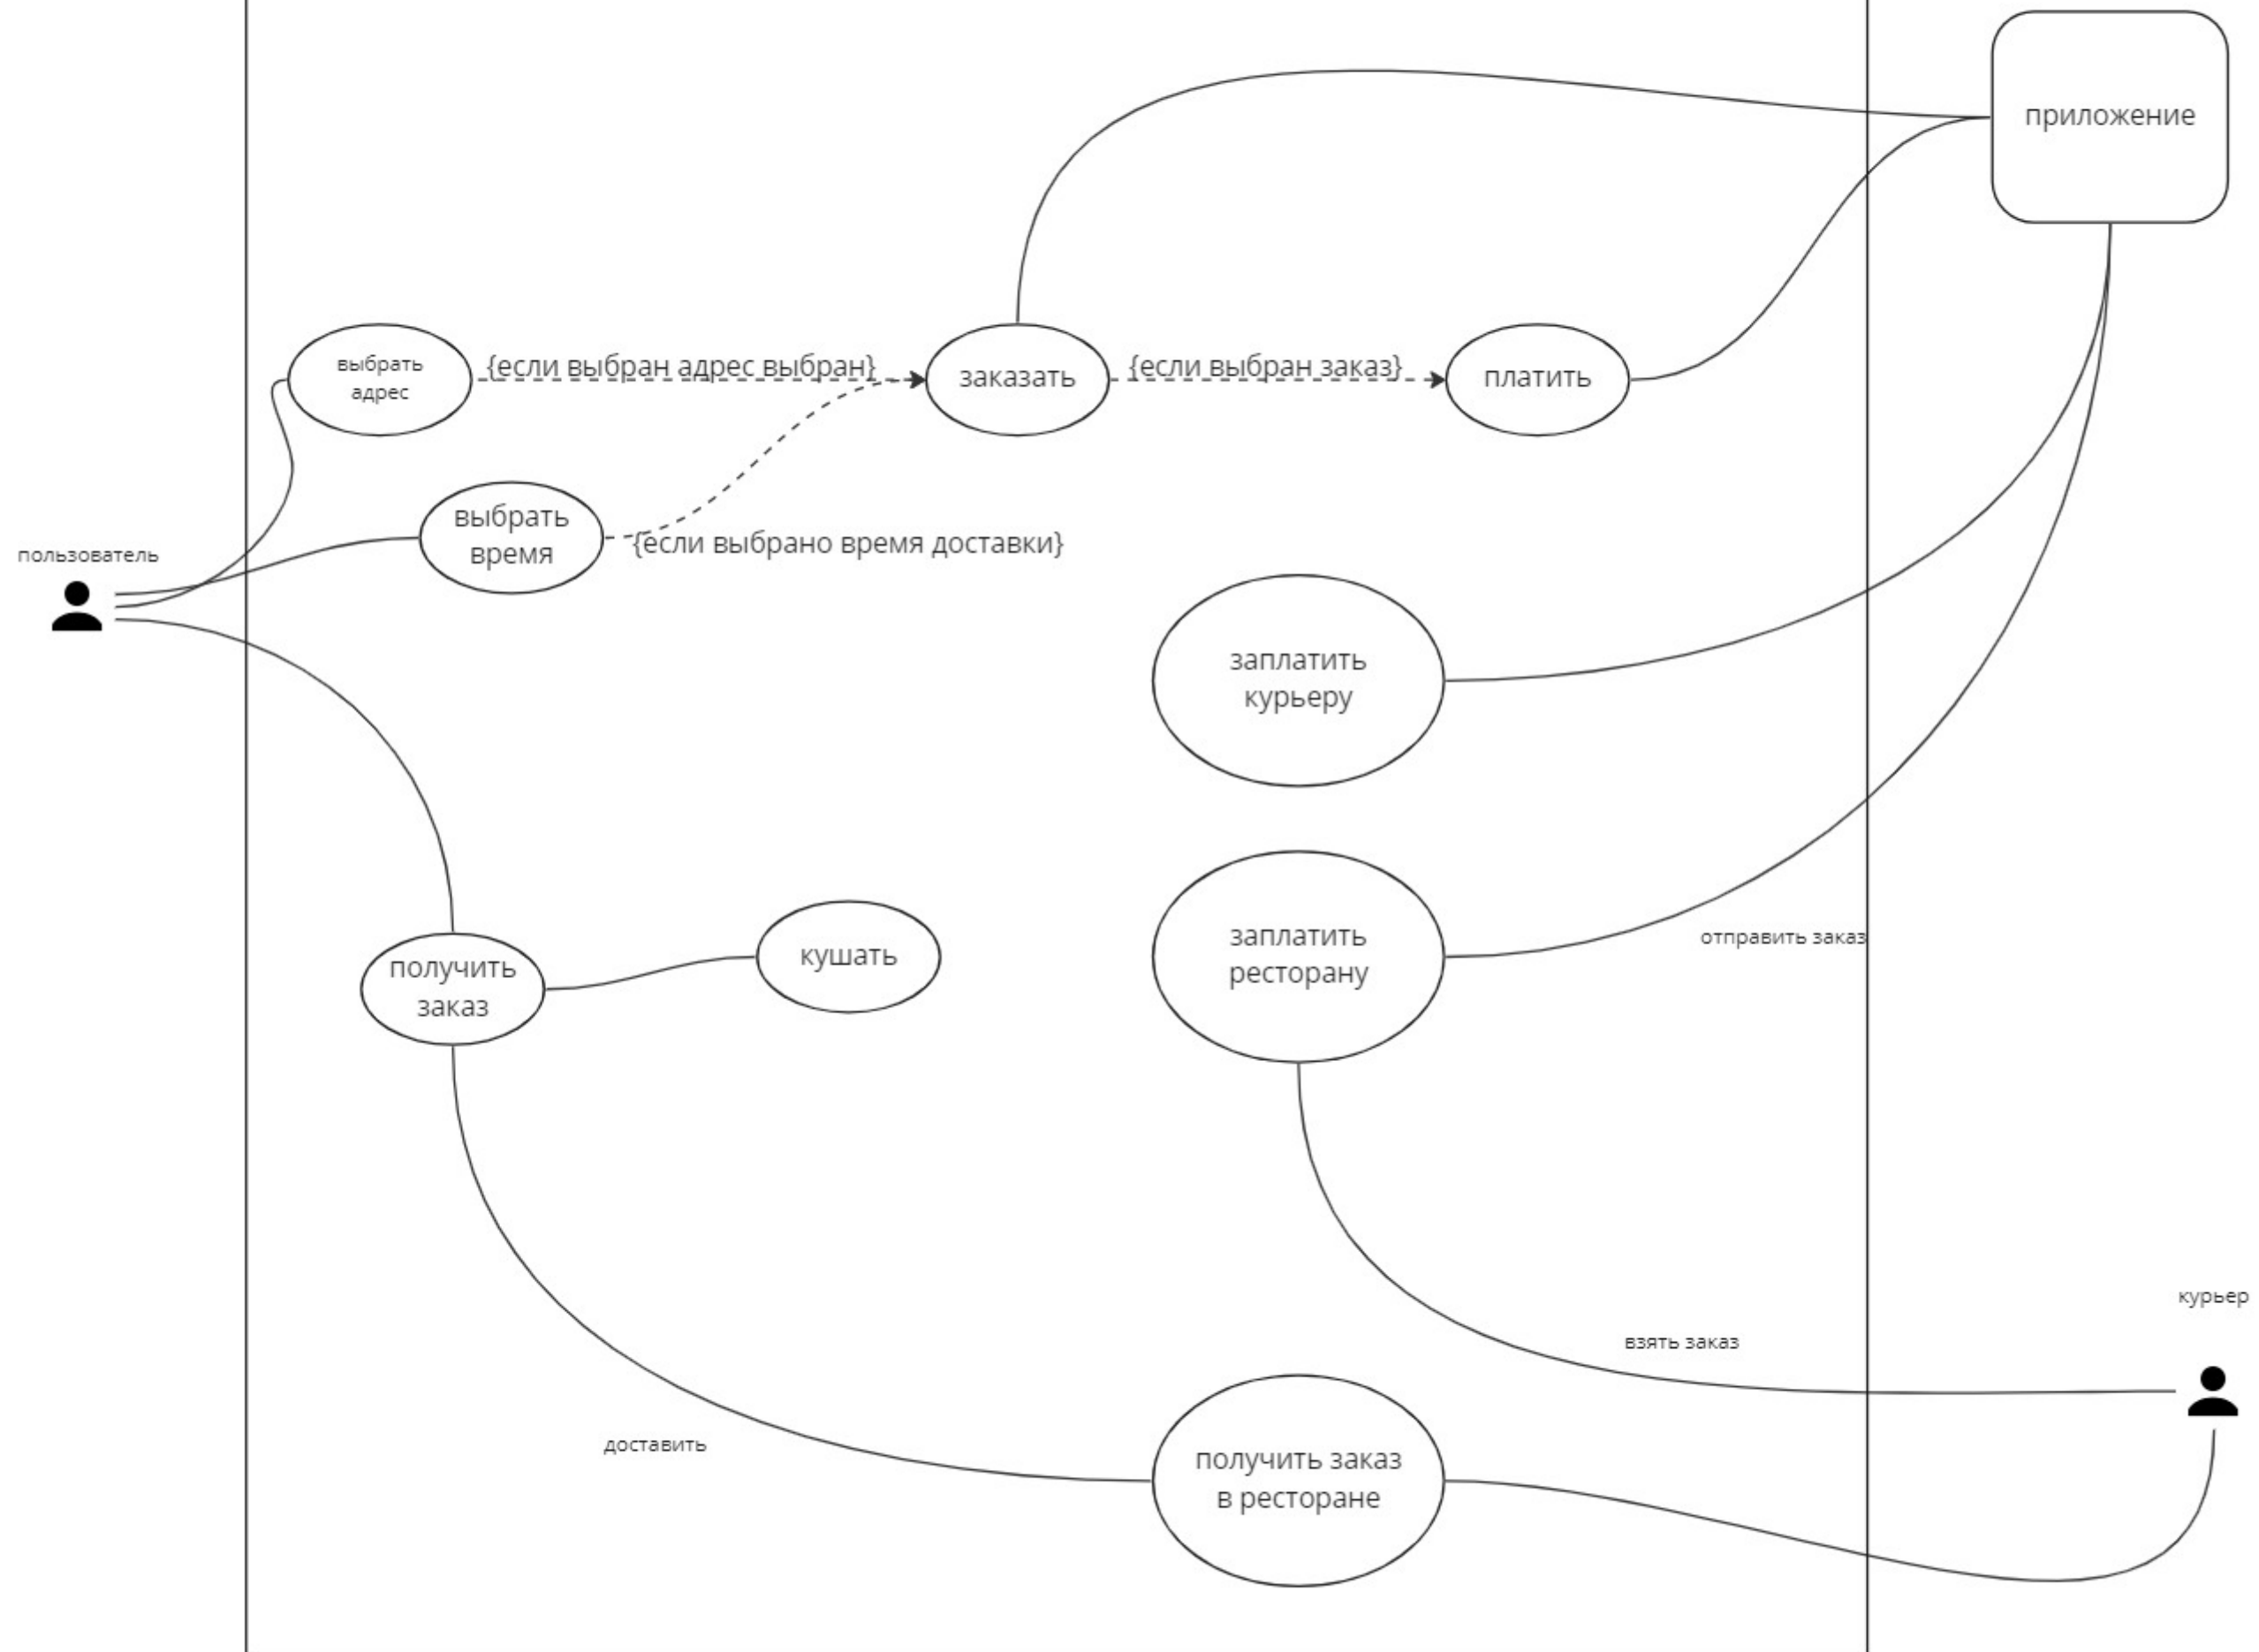 приложение
выбрать
адрес
{если выбран адрес выбран}
заказать
{если выбран заказ}
платить
выбрать
время
{если выбрано время доставки}
пользователь
заплатить
курьеру
получить
заказ
кушать
заплатить
ресторану
отправить заказ
курьер
взять заказ
доставить
получить заказ
в ресторане